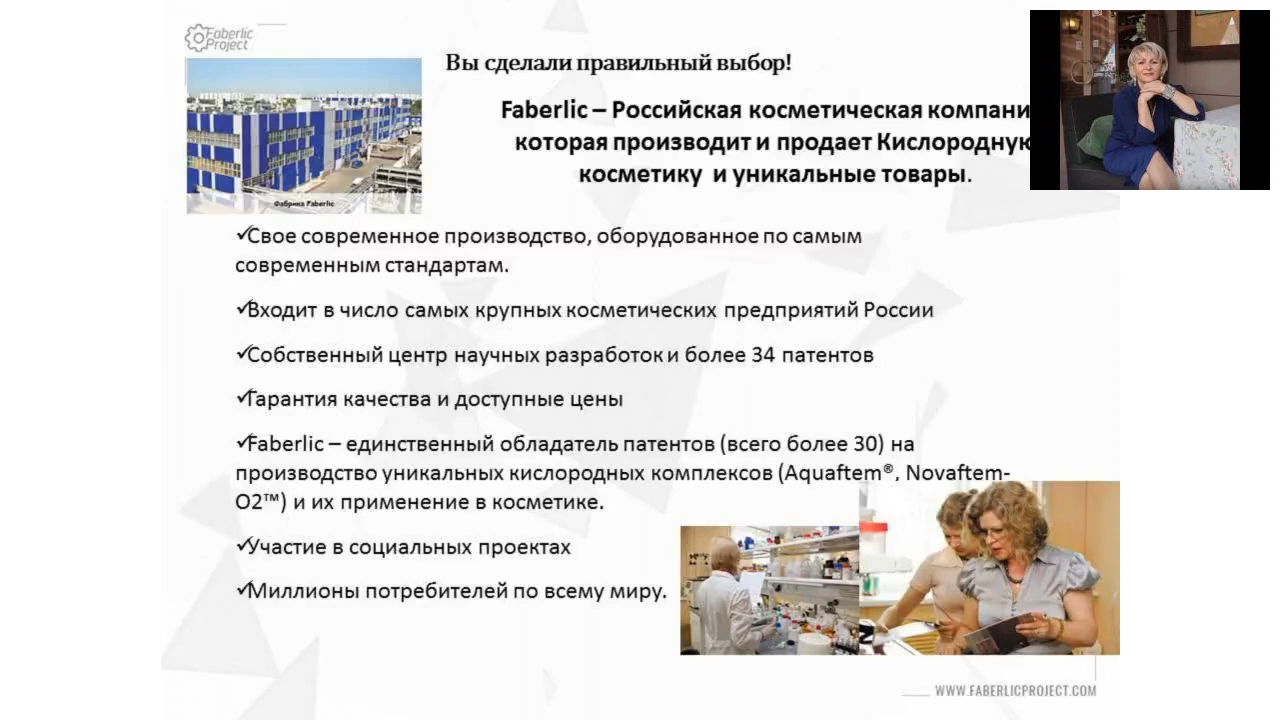 Faberlic
Project
Вы сделали правильный выбор!
Faberlic – Российская косметическая компани
которая производит и продает Кислородную
косметику и уникальные товары.
Фабрика Faberlic
✓Свое современное производство, оборудованное по самым
современным стандартам.
✓Входит в число самых крупных косметических предприятий России
✓Собственный центр научных разработок и более 34 патентов
✓Гарантия качества и доступные цены
✓Faberlic – единственный обладатель патентов (всего более 30) на
производство уникальных кислородных комплексов (Aquaftem®, Novaftem-
O2™) и их применение в косметике.
✓Участие в социальных проектах
✓Миллионы потребителей по всему миру.
WWW.FABERLICPROJECT.COM